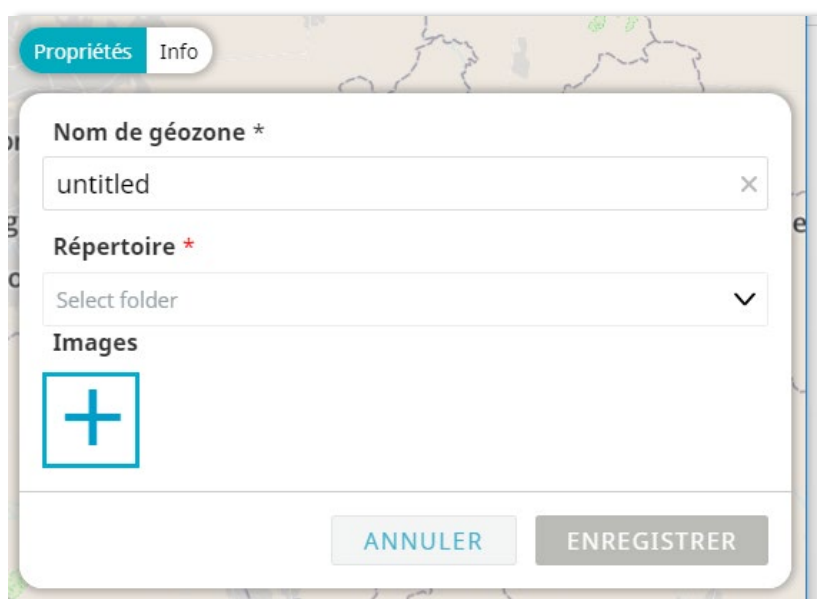 Propriétés Info
Nom de géozone *
untitled
Répertoire *
Select folder
Images
ANNULER ENREGISTRER